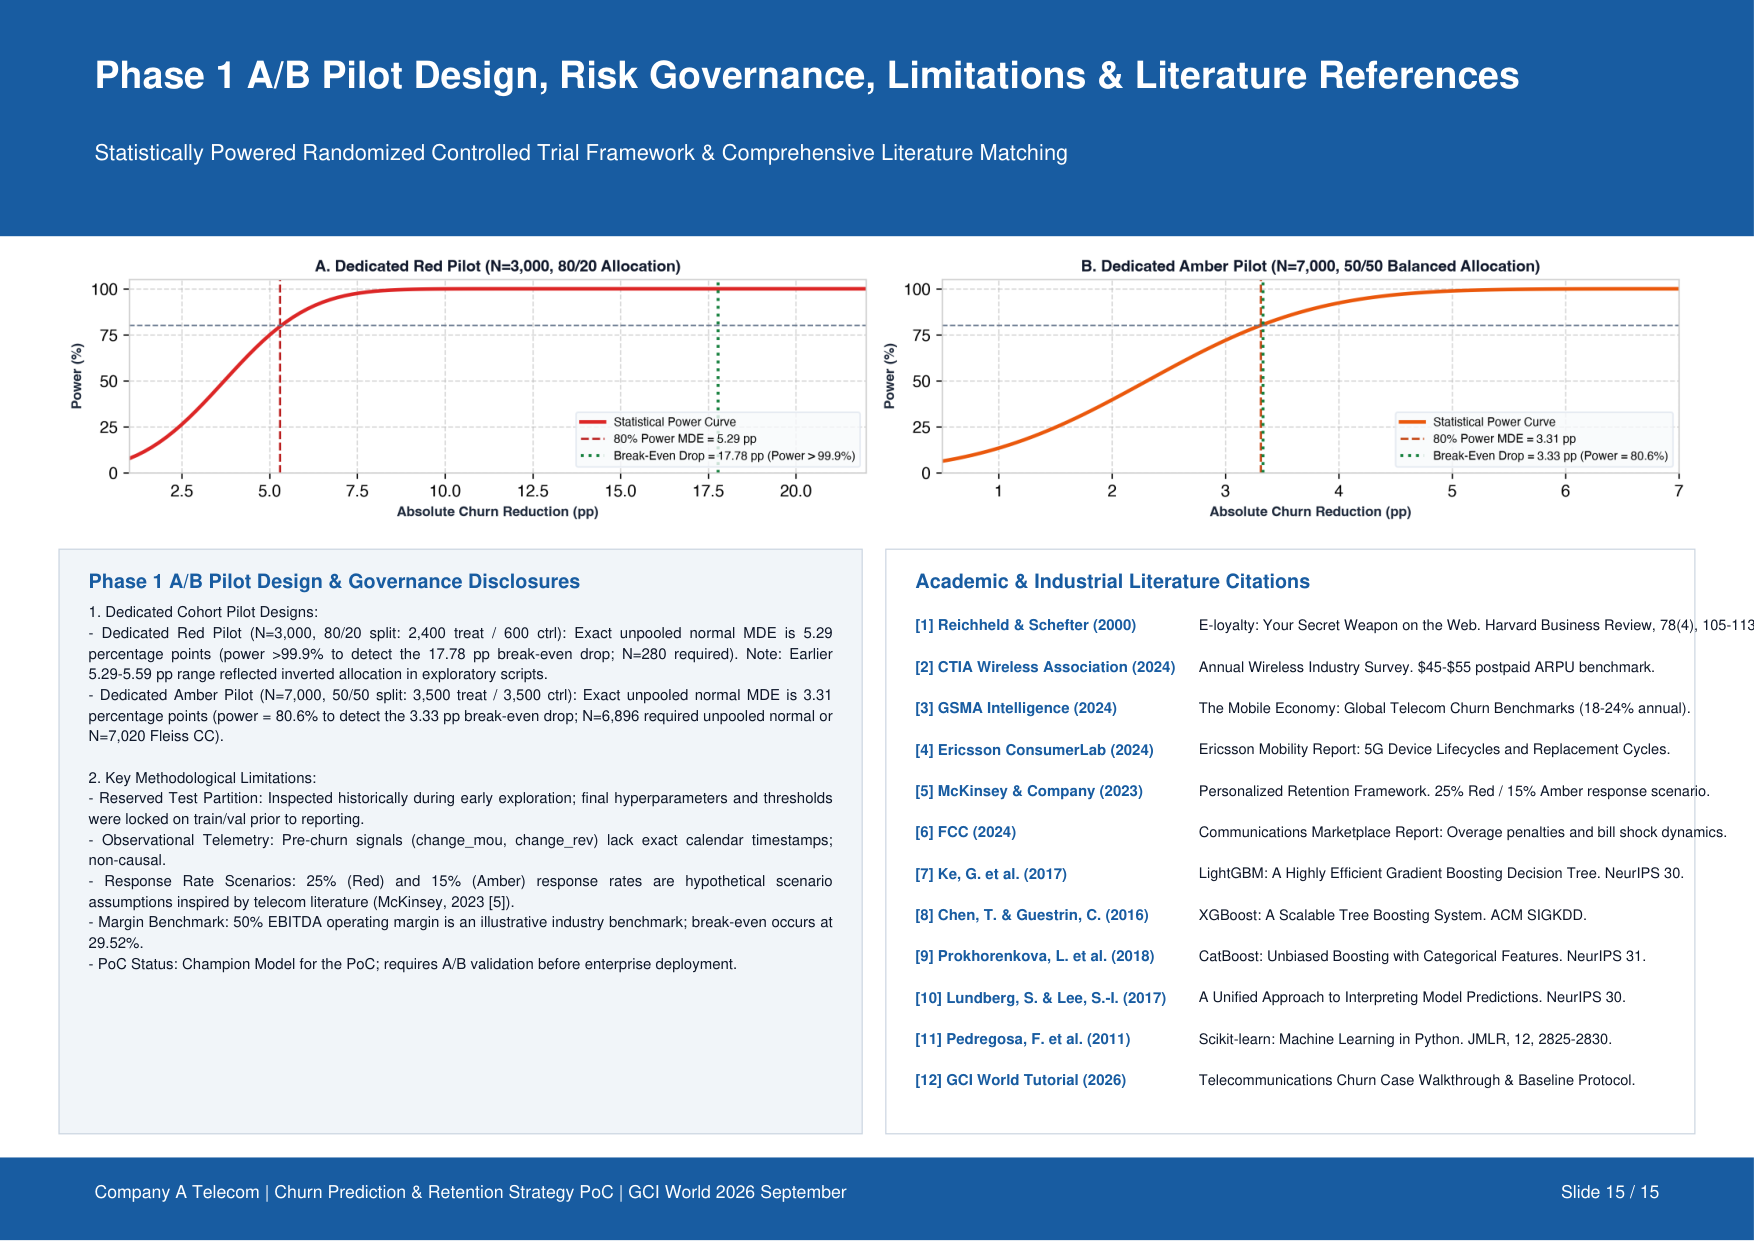 Phase 1 A/B Pilot Design, Risk Governance, Limitations & Literature References
Statistically Powered Randomized Controlled Trial Framework & Comprehensive Literature Matching
A. Dedicated Red Pilot (N=3,000, 80/20 Allocation)
Power (%)
100
75
50
25
0
2.5
5.0
7.5
10.0
12.5
15.0
17.5
20.0
Absolute Churn Reduction (pp)
Statistical Power Curve
80% Power MDE = 5.29 pp
Break-Even Drop = 17.78 pp (Power > 99.9%)
B. Dedicated Amber Pilot (N=7,000, 50/50 Balanced Allocation)
Power (%)
100
75
50
25
0
1
2
3
4
5
6
7
Absolute Churn Reduction (pp)
Statistical Power Curve
80% Power MDE = 3.31 pp
Break-Even Drop = 3.33 pp (Power = 80.6%)
Phase 1 A/B Pilot Design & Governance Disclosures
1. Dedicated Cohort Pilot Designs:
- Dedicated Red Pilot (N=3,000, 80/20 split: 2,400 treat / 600 ctrl): Exact unpooled normal MDE is 5.29
percentage points (power >99.9% to detect the 17.78 pp break-even drop; N=280 required). Note: Earlier
5.29-5.59 pp range reflected inverted allocation in exploratory scripts.
- Dedicated Amber Pilot (N=7,000, 50/50 split: 3,500 treat / 3,500 ctrl): Exact unpooled normal MDE is 3.31
percentage points (power = 80.6% to detect the 3.33 pp break-even drop; N=6,896 required unpooled normal or
N=7,020 Fleiss CC).
2. Key Methodological Limitations:
- Reserved Test Partition: Inspected historically during early exploration; final hyperparameters and thresholds
were locked on train/val prior to reporting.
- Observational Telemetry: Pre-churn signals (change_mou, change_rev) lack exact calendar timestamps;
non-causal.
- Response Rate Scenarios: 25% (Red) and 15% (Amber) response rates are hypothetical scenario
assumptions inspired by telecom literature (McKinsey, 2023 [5]).
- Margin Benchmark: 50% EBITDA operating margin is an illustrative industry benchmark; break-even occurs at
29.52%.
- PoC Status: Champion Model for the PoC; requires A/B validation before enterprise deployment.
Academic & Industrial Literature Citations
[1] Reichheld & Schefter (2000) E-loyalty: Your Secret Weapon on the Web. Harvard Business Review, 78(4), 105-113
[2] CTIA Wireless Association (2024) Annual Wireless Industry Survey. $45-$55 postpaid ARPU benchmark.
[3] GSMA Intelligence (2024) The Mobile Economy: Global Telecom Churn Benchmarks (18-24% annual).
[4] Ericsson ConsumerLab (2024) Ericsson Mobility Report: 5G Device Lifecycles and Replacement Cycles.
[5] McKinsey & Company (2023) Personalized Retention Framework. 25% Red / 15% Amber response scenario.
[6] FCC (2024) Communications Marketplace Report: Overage penalties and bill shock dynamics.
[7] Ke, G. et al. (2017) LightGBM: A Highly Efficient Gradient Boosting Decision Tree. NeurIPS 30.
[8] Chen, T. & Guestrin, C. (2016) XGBoost: A Scalable Tree Boosting System. ACM SIGKDD.
[9] Prokhorenkova, L. et al. (2018) CatBoost: Unbiased Boosting with Categorical Features. NeurIPS 31.
[10] Lundberg, S. & Lee, S.-I. (2017) A Unified Approach to Interpreting Model Predictions. NeurIPS 30.
[11] Pedregosa, F. et al. (2011) Scikit-learn: Machine Learning in Python. JMLR, 12, 2825-2830.
[12] GCI World Tutorial (2026) Telecommunications Churn Case Walkthrough & Baseline Protocol.
Company A Telecom | Churn Prediction & Retention Strategy PoC | GCI World 2026 September
Slide 15 / 15